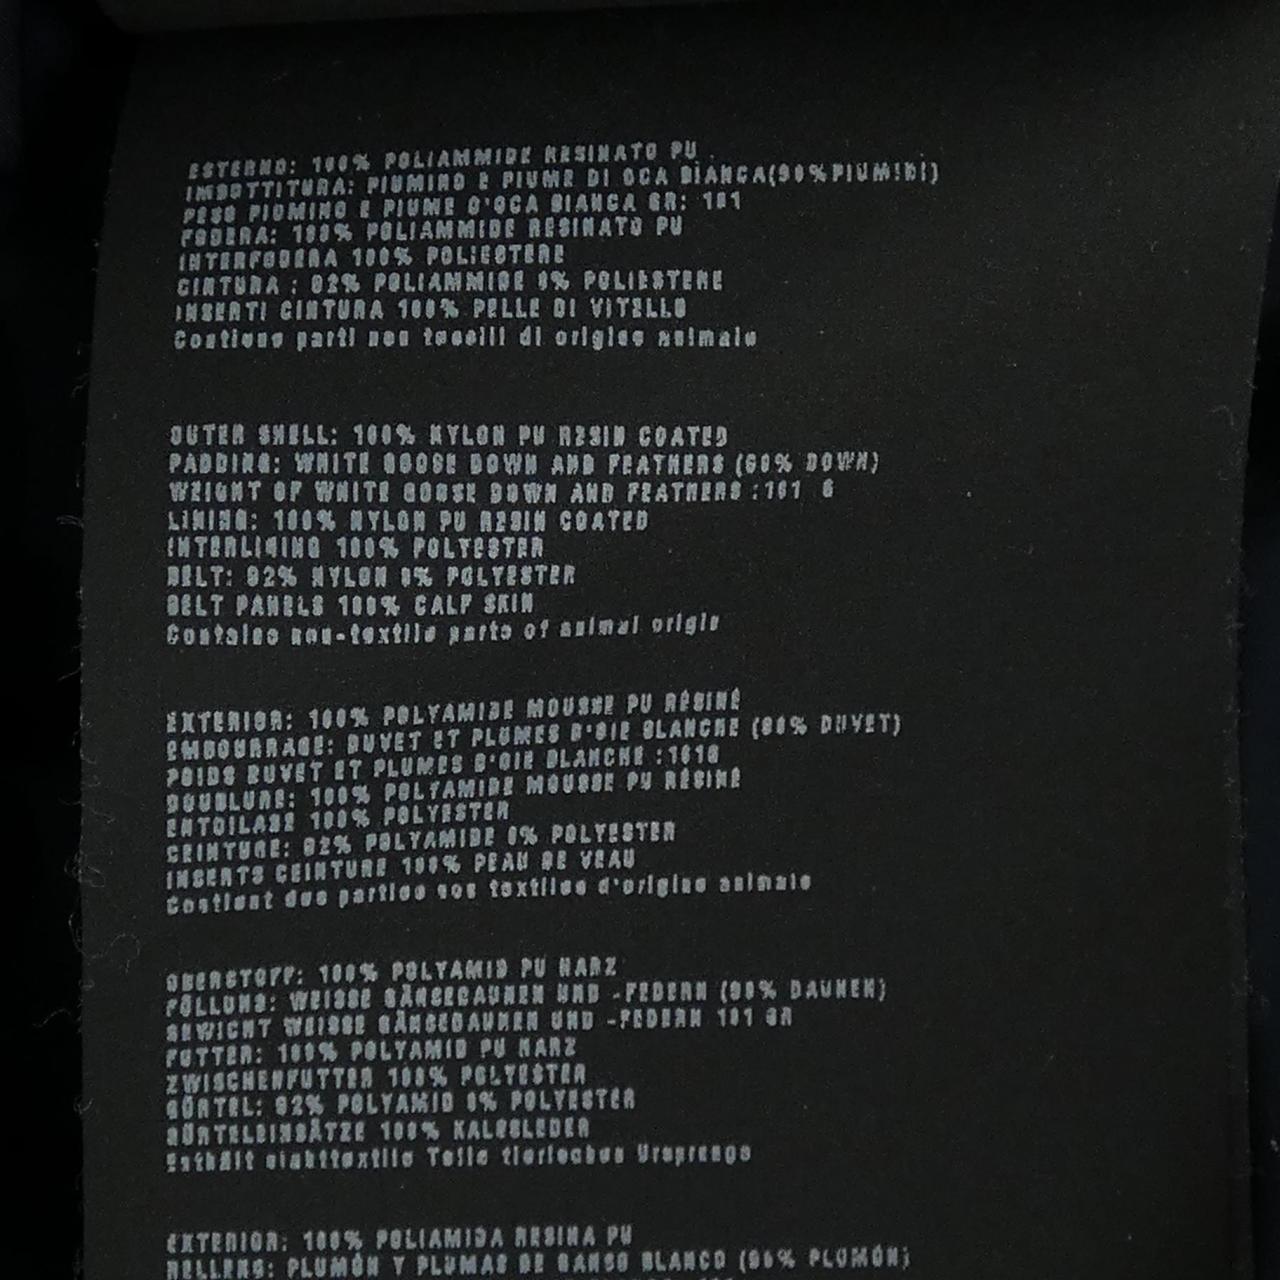 ESTERNO: 100% POLIAMMIDE RESINATO PU
IMBOTTITURA: PIUMINO E PIUME DI OCA BIANCA(90%PIUMINI)
PESO PIUMINO E PIUME D'OCA BIANCA GR: 181
FODERA: 100% POLIAMMIDE RESINATO PU
INTERFODERA 100% POLIESTERE
CINTURA : 92% POLIAMMIDE 8% POLIESTERE
INSERTI CINTURA 100% PELLE DI VITELLO
Contiene parti non tessili di origine animale
OUTER SHELL: 100% NYLON PU RESIN COATED
PADDING: WHITE GOOSE DOWN AND FEATHERS (90% DOWN)
WEIGHT OF WHITE GOOSE DOWN AND FEATHERS :181 G
LINING: 100% NYLON PU RESIN COATED
INTERLINING 100% POLYESTER
BELT: 92% NYLON 8% POLYESTER
BELT PANELS 100% CALF SKIN
Contains non-textile parts of animal origin
EXTERIOR: 100% POLYAMIDE MOUSSE PU RÉSINÉ
EMBOURRAGE: DUVET ET PLUMES D'OIE BLANCHE (90% DUVET)
POIDS DUVET ET PLUMES D'OIE BLANCHE :181G
DOUBLURE: 100% POLYAMIDE MOUSSE PU RÉSINÉ
ENTOILAGE 100% POLYESTER
CEINTURE: 92% POLYAMIDE 8% POLYESTER
INSERTS CEINTURE 100% PEAU DE VEAU
Contient des parties non textiles d'origine animale
OBERSTOFF: 100% POLYAMID PU HARZ
FÜLLUNG: WEISSE GÄNSEDAUNEN UND -FEDERN (90% DAUNEN)
GEWICHT WEISSE GÄNSEDAUNEN UND -FEDERN 181 GR
FUTTER: 100% POLYAMID PU HARZ
ZWISCHENFUTTER 100% POLYESTER
GÜRTEL: 92% POLYAMID 8% POLYESTER
GÜRTELEINSÄTZE 100% KALBSLEDER
Enthält nichttextile Teile tierischen Ursprungs
EXTERIOR: 100% POLIAMIDA RESINA PU
RELLENO: PLUMÓN Y PLUMAS DE GANSO BLANCO (90% PLUMÓN)